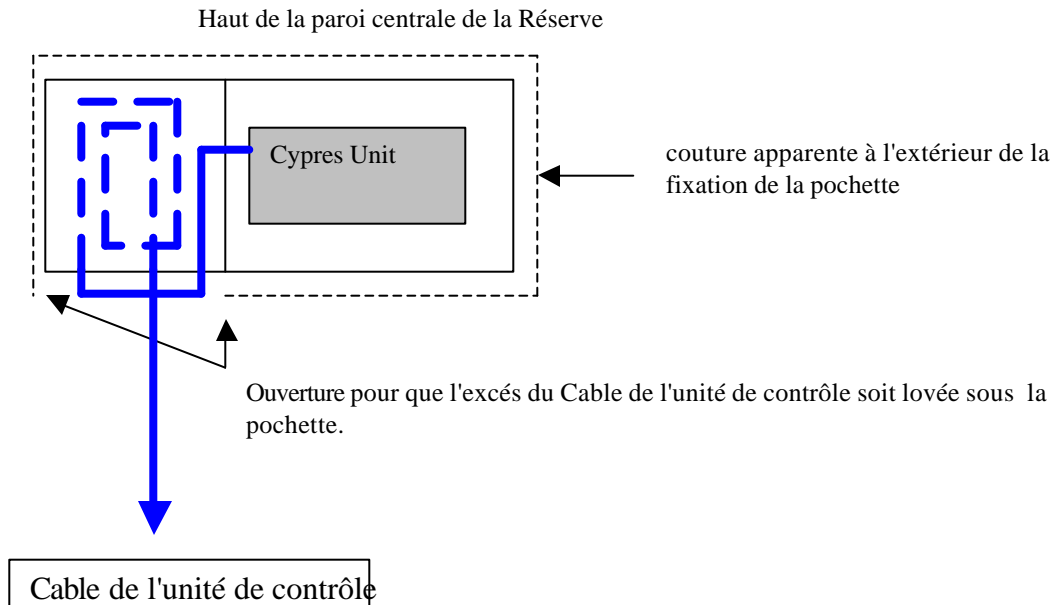 Haut de la paroi centrale de la Réserve
Cypres Unit
couture apparente à l'extérieur de la
fixation de la pochette
Ouverture pour que l'excés du Cable de l'unité de contrôle soit lovée sous la
pochette.
Cable de l'unité de contrôle